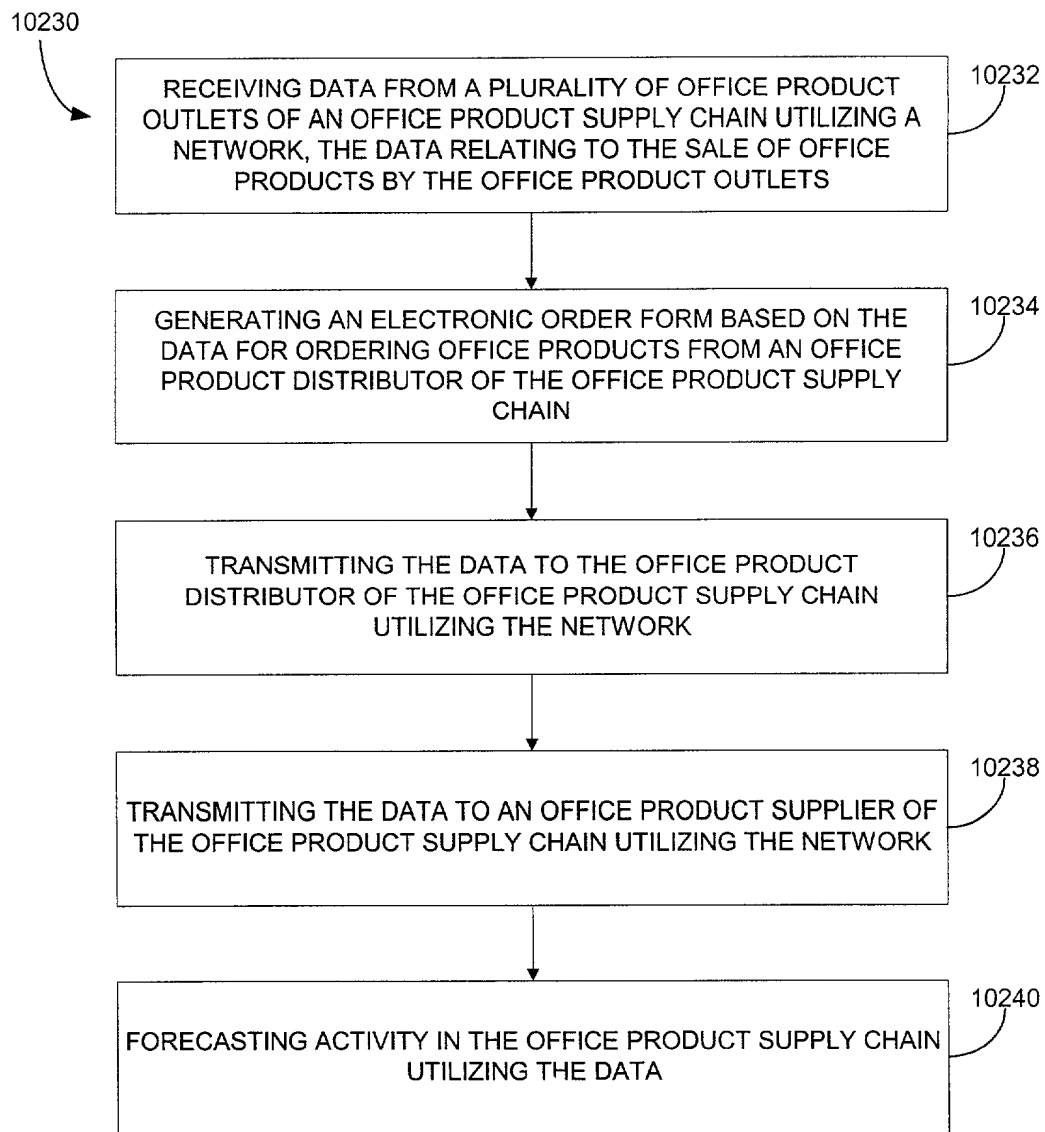 10230
RECEIVING DATA FROM A PLURALITY OF OFFICE PRODUCT
OUTLETS OF AN OFFICE PRODUCT SUPPLY CHAIN UTILIZING A
NETWORK, THE DATA RELATING TO THE SALE OF OFFICE
PRODUCTS BY THE OFFICE PRODUCT OUTLETS
10232
GENERATING AN ELECTRONIC ORDER FORM BASED ON THE
DATA FOR ORDERING OFFICE PRODUCTS FROM AN OFFICE
PRODUCT DISTRIBUTOR OF THE OFFICE PRODUCT SUPPLY
CHAIN
10234
TRANSMITTING THE DATA TO THE OFFICE PRODUCT
DISTRIBUTOR OF THE OFFICE PRODUCT SUPPLY CHAIN
UTILIZING THE NETWORK
10236
TRANSMITTING THE DATA TO AN OFFICE PRODUCT SUPPLIER OF
THE OFFICE PRODUCT SUPPLY CHAIN UTILIZING THE NETWORK
10238
FORECASTING ACTIVITY IN THE OFFICE PRODUCT SUPPLY CHAIN
UTILIZING THE DATA
10240